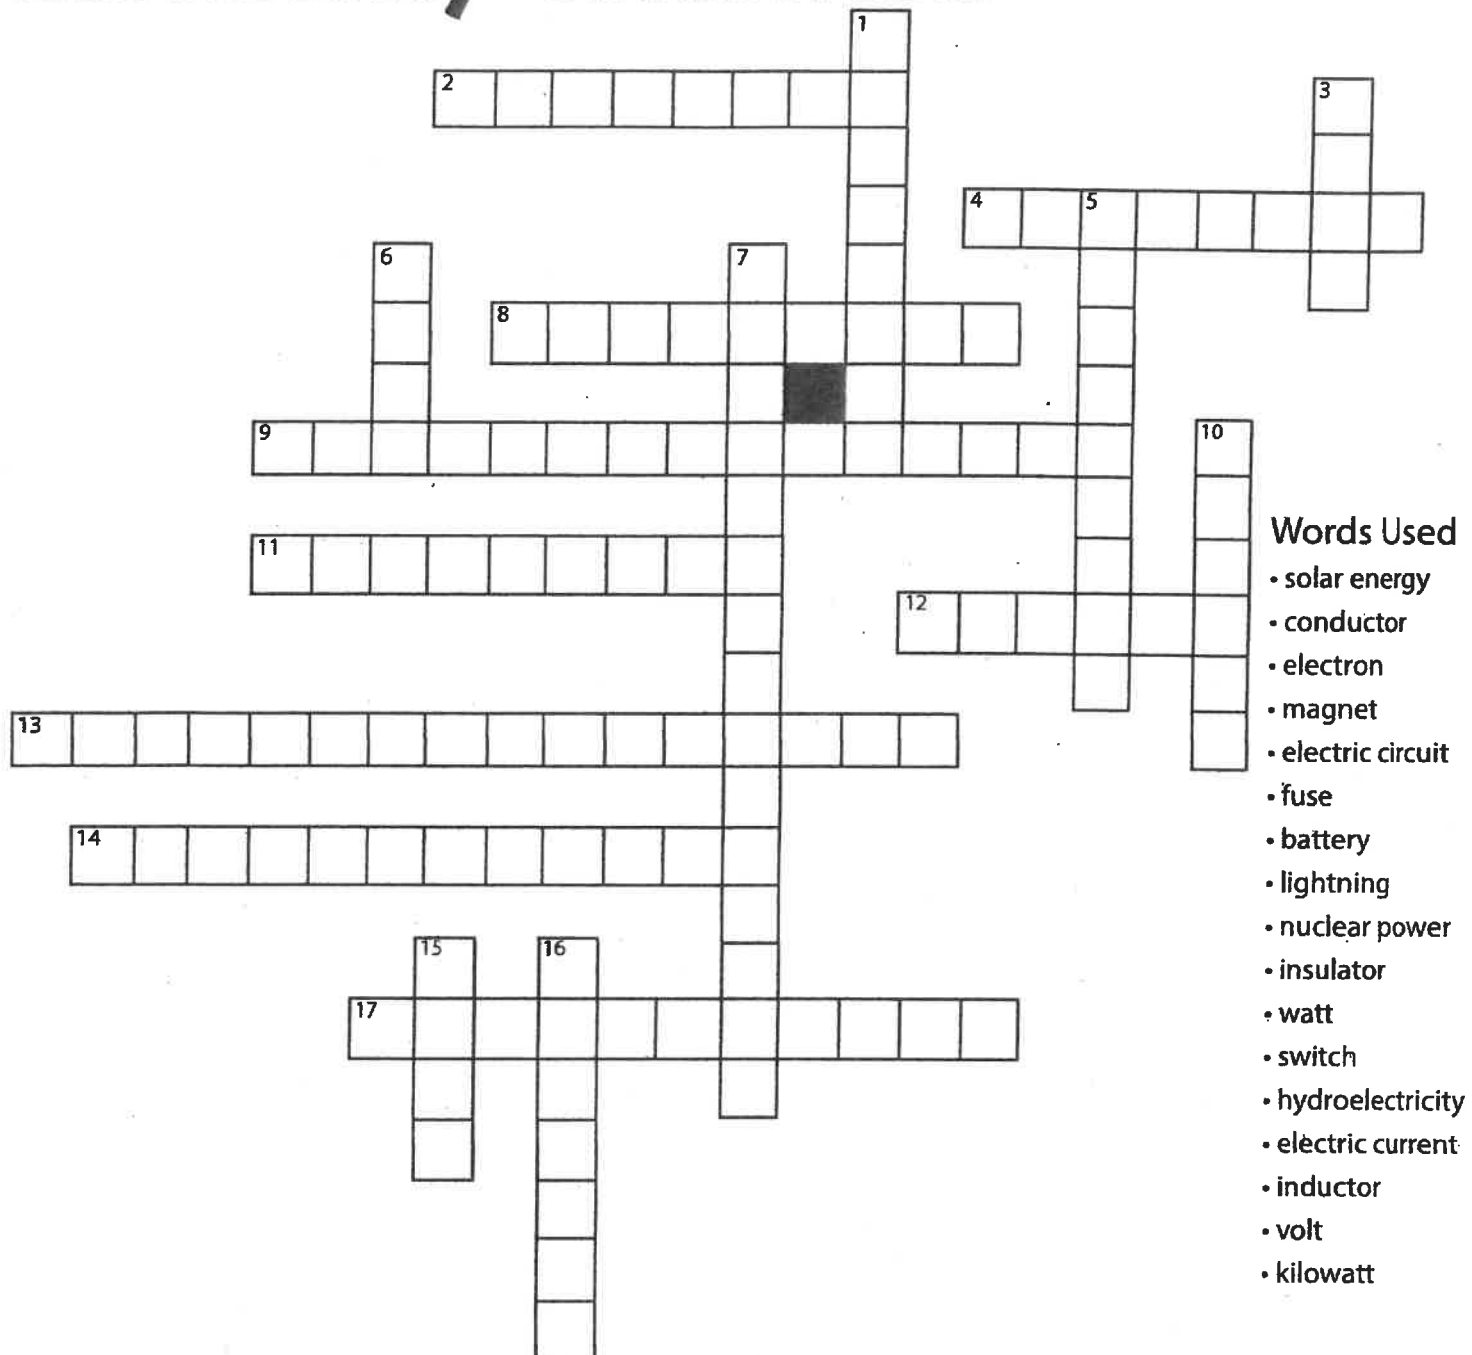 1
2
3
4
5
6
7
8
9
10
11
12
13
14
15
16
17
Words Used
• solar energy
• conductor
• electron
• magnet
• electric circuit
• fuse
• battery
• lightning
• nuclear power
• insulator
• watt
• switch
• hydroelectricity
• electric current
• inductor
• volt
• kilowatt